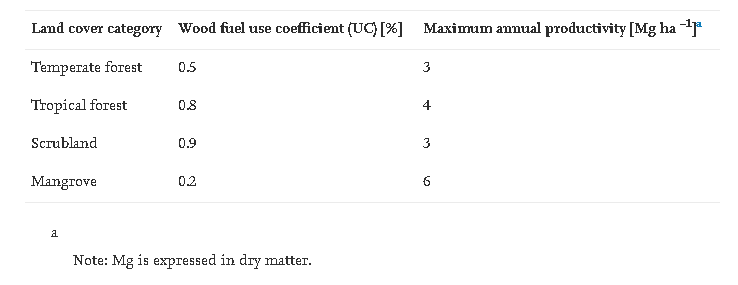 Land cover category Wood fuel use coefficient (UC) [%] Maximum annual productivity [Mg ha ⁻¹]ᵃ
Temperate forest 0.5 3
Tropical forest 0.8 4
Scrubland 0.9 3
Mangrove 0.2 6
a
Note: Mg is expressed in dry matter.